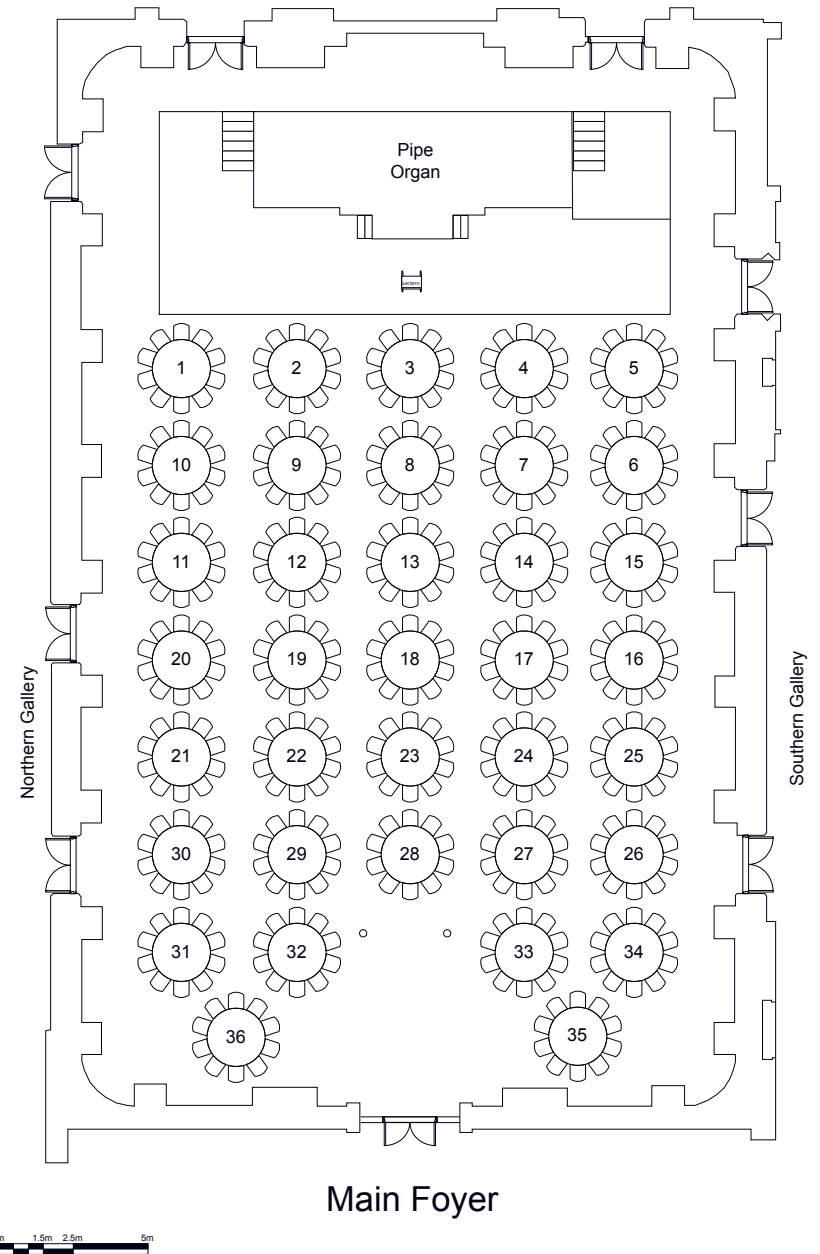 Pipe
Organ
Lectern
1 2 3 4 5
10 9 8 7 6
11 12 13 14 15
20 19 18 17 16
Northern Gallery
Southern Gallery
21 22 23 24 25
30 29 28 27 26
31 32 33 34
36 35
Main Foyer
m 1.5m 2.5m 5m